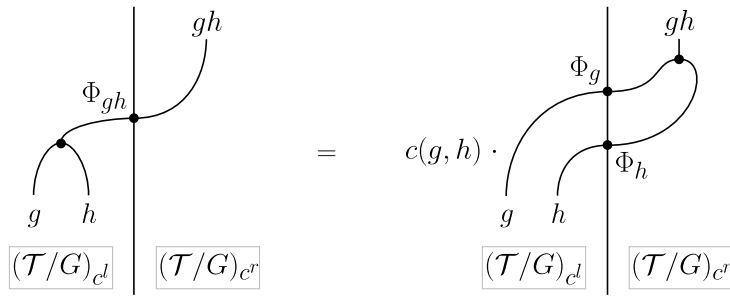 gh gh
Φ_{gh} Φ_g
= c(g, h) ·
Φ_h
g h g h
(𝒯/G)_{c^l} (𝒯/G)_{c^r} (𝒯/G)_{c^l} (𝒯/G)_{c^r}